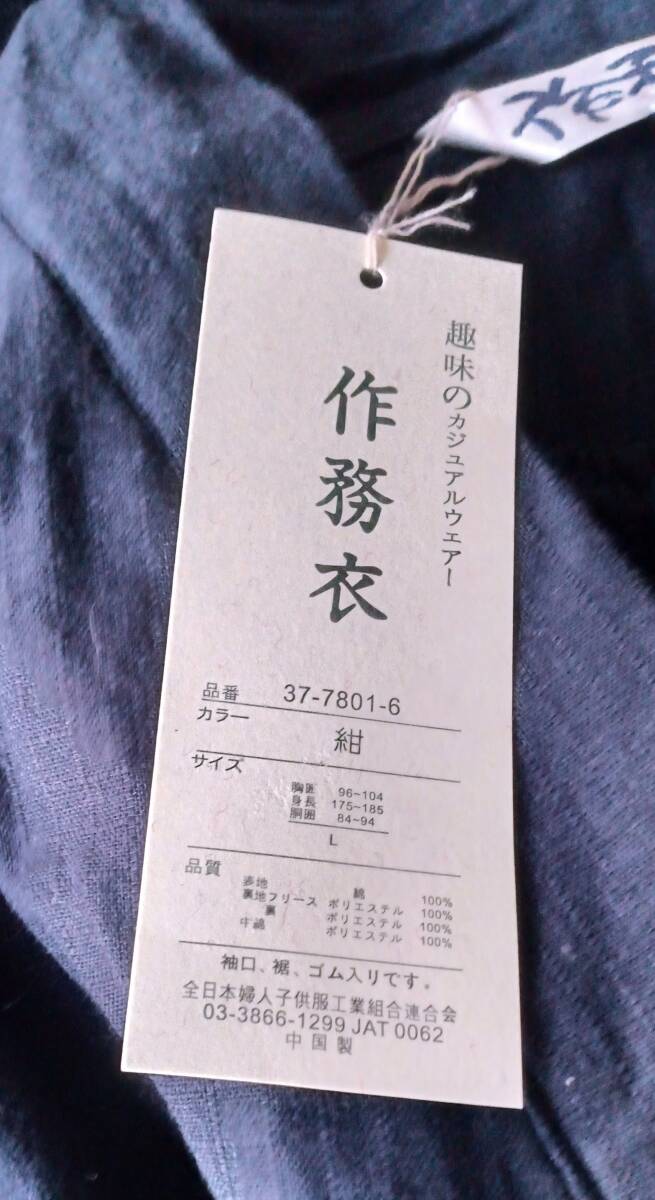 趣味のカジュアルウェアー
作務衣
品番 37-7801-6
カラー 紺
サイズ
胸囲 96~104
身長 175~185
胴囲 84~94
L
品質
表地 綿 100%
裏地フリース ポリエステル 100%
裏 ポリエステル 100%
中綿 ポリエステル 100%
袖口、裾、ゴム入りです。
全日本婦人子供服工業組合連合会
03-3866-1299 JAT 0062
中国製